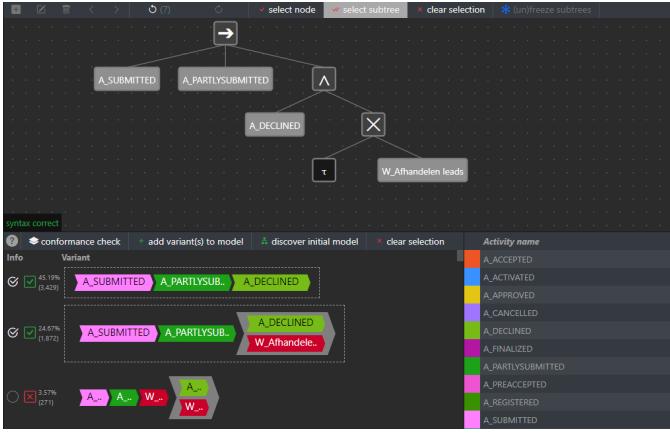 (7) select node select subtree clear selection (un)freeze subtrees
A_SUBMITTED A_PARTLYSUBMITTED
A_DECLINED
τ W_Afhandelen leads
syntax correct
conformance check add variant(s) to model discover initial model clear selection Activity name
Info Variant
A_ACCEPTED
45.19%
(3,429)
A_SUBMITTED A_PARTLYSUB.. A_DECLINED
A_ACTIVATED
A_APPROVED
A_CANCELLED
24.67%
(1,872)
A_SUBMITTED A_PARTLYSUB.. A_DECLINED
W_Afhandele..
A_DECLINED
A_FINALIZED
A_PARTLYSUBMITTED
A_PREACCEPTED
3.57%
(271)
A_.. A_.. W_.. A_..
W_..
A_REGISTERED
A_SUBMITTED